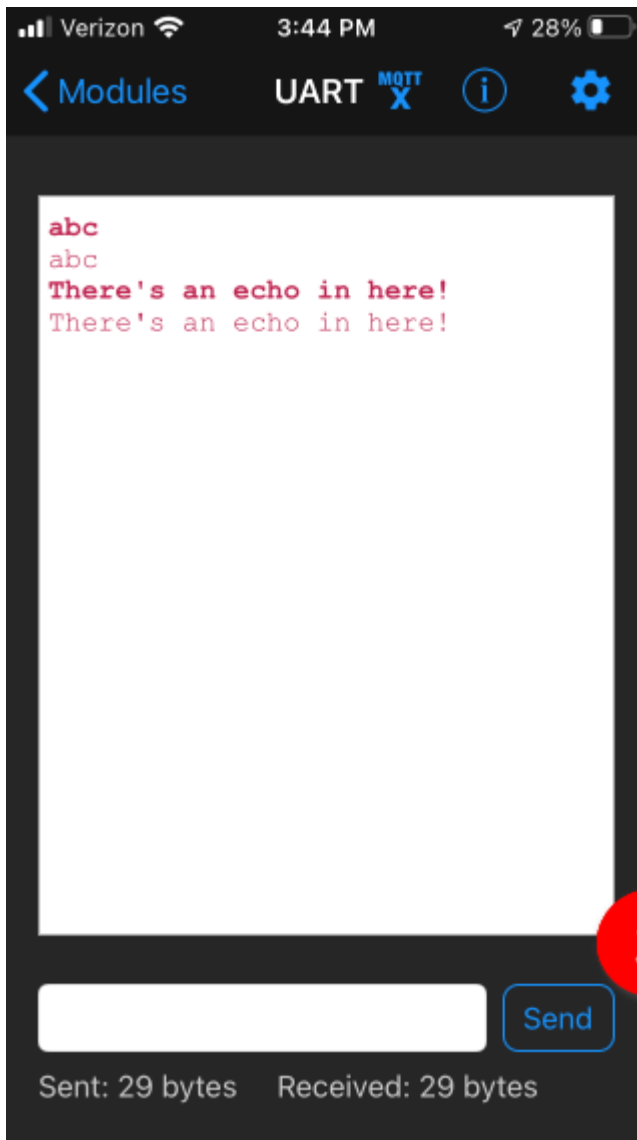 Verizon 3:44 PM 28%
Modules UART MQTT X i
abc
abc
There's an echo in here!
There's an echo in here!
Send
Sent: 29 bytes Received: 29 bytes